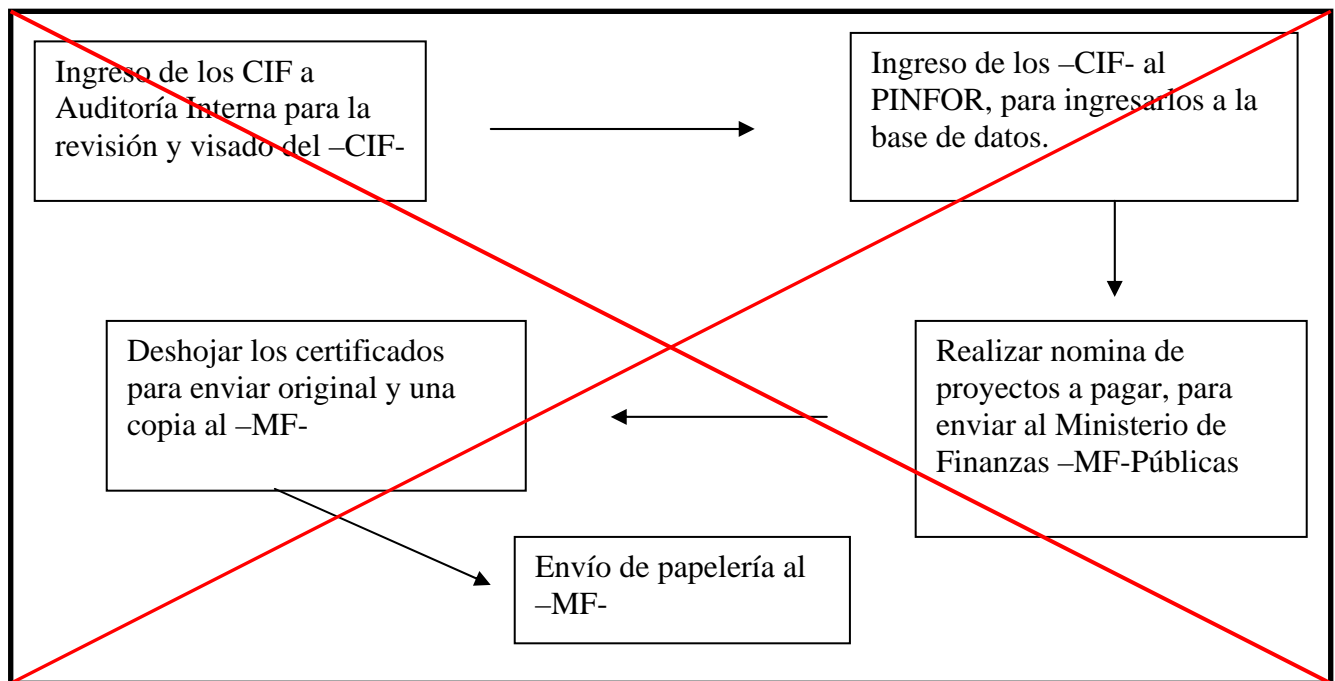 Ingreso de los CIF a
Auditoría Interna para la
revisión y visado del –CIF-
Ingreso de los –CIF- al
PINFOR, para ingresarlos a la
base de datos.
Realizar nomina de
proyectos a pagar, para
enviar al Ministerio de
Finanzas –MF-Públicas
Deshojar los certificados
para enviar original y una
copia al –MF-
Envío de papelería al
–MF-